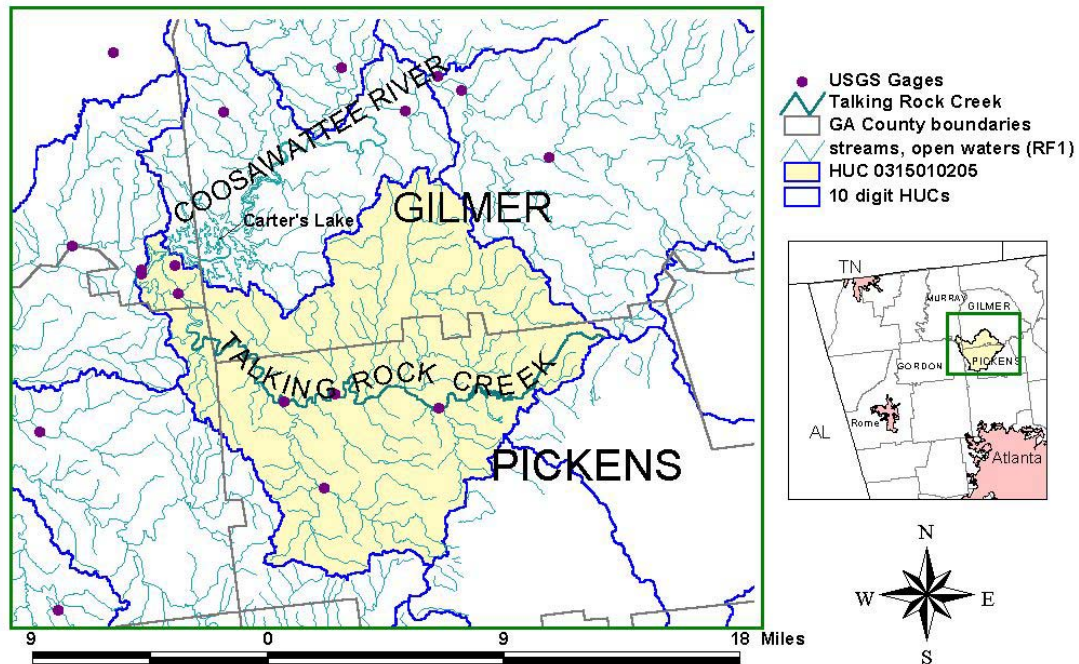 COOSAWATTEE RIVER
GILMER
Carter's Lake
TALKING ROCK CREEK
PICKENS
9 0 9 18 Miles
USGS Gages
Talking Rock Creek
GA County boundaries
streams, open waters (RF1)
HUC 0315010205
10 digit HUCs
TN
MURRAY
GILMER
PICKENS
GORDON
Rome
AL
Atlanta
N
W E
S